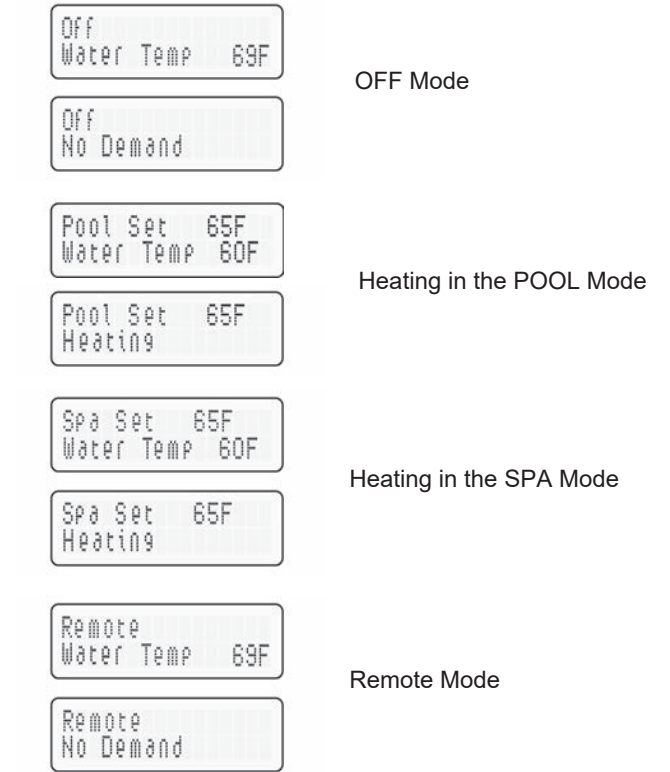 Off
Water Temp 69F
OFF Mode
Off
No Demand
Pool Set 65F
Water Temp 60F
Heating in the POOL Mode
Pool Set 65F
Heating
Spa Set 65F
Water Temp 60F
Heating in the SPA Mode
Spa Set 65F
Heating
Remote
Water Temp 69F
Remote Mode
Remote
No Demand